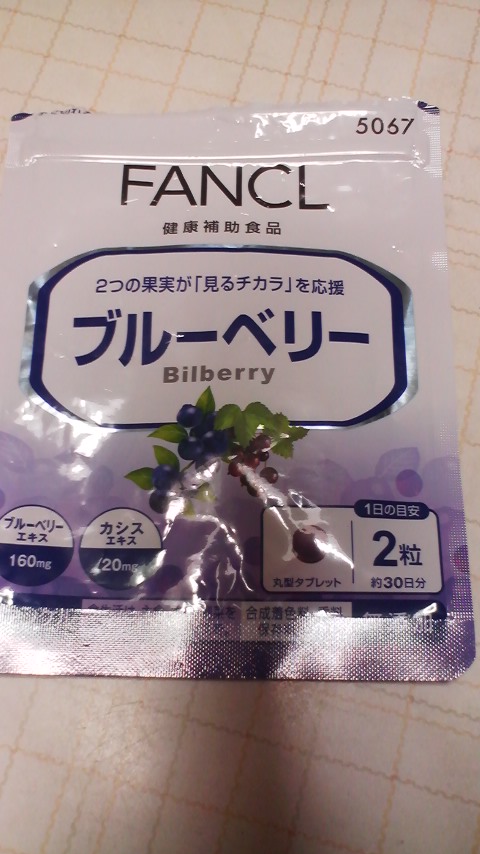 5067
FANCL
健康補助食品
2つの果実が「見るチカラ」を応援
ブルーベリー
Bilberry
ブルーベリー
エキス
160mg
カシス
エキス
20mg
1日の目安
2粒
約30日分
丸型タブレット
合成着色料